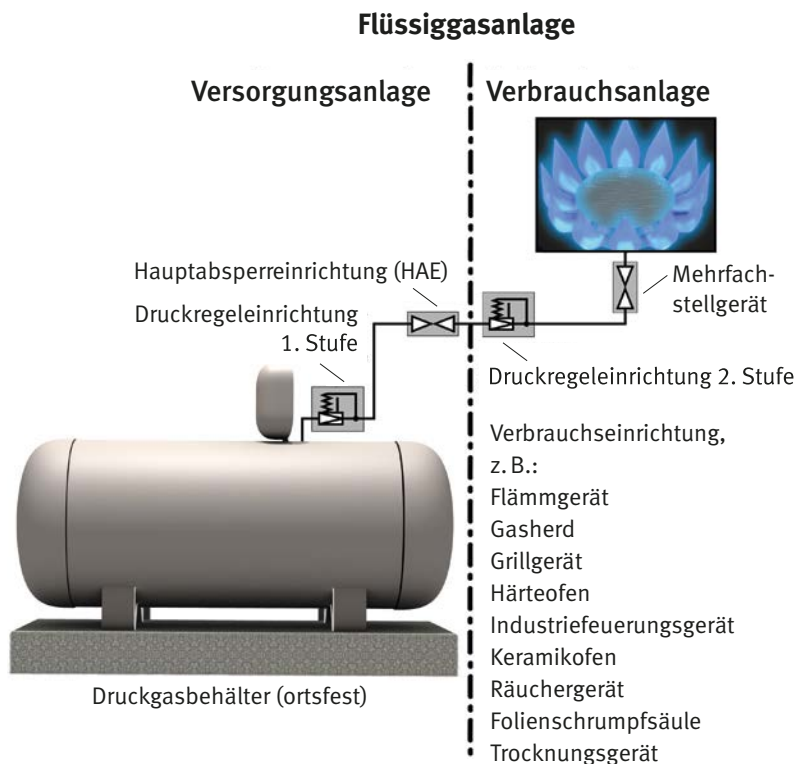 Flüssiggasanlage
Versorgungsanlage
Verbrauchsanlage
Hauptabsperreinrichtung (HAE)
Druckregeleinrichtung
1. Stufe
Mehrfach-
stellgerät
Druckregeleinrichtung 2. Stufe
Verbrauchseinrichtung,
z. B.:
Flämmgerät
Gasherd
Grillgerät
Härteofen
Industriefeuerungsgerät
Keramikofen
Räuchergerät
Folienschrumpfsäule
Trocknungsgerät
Druckgasbehälter (ortsfest)